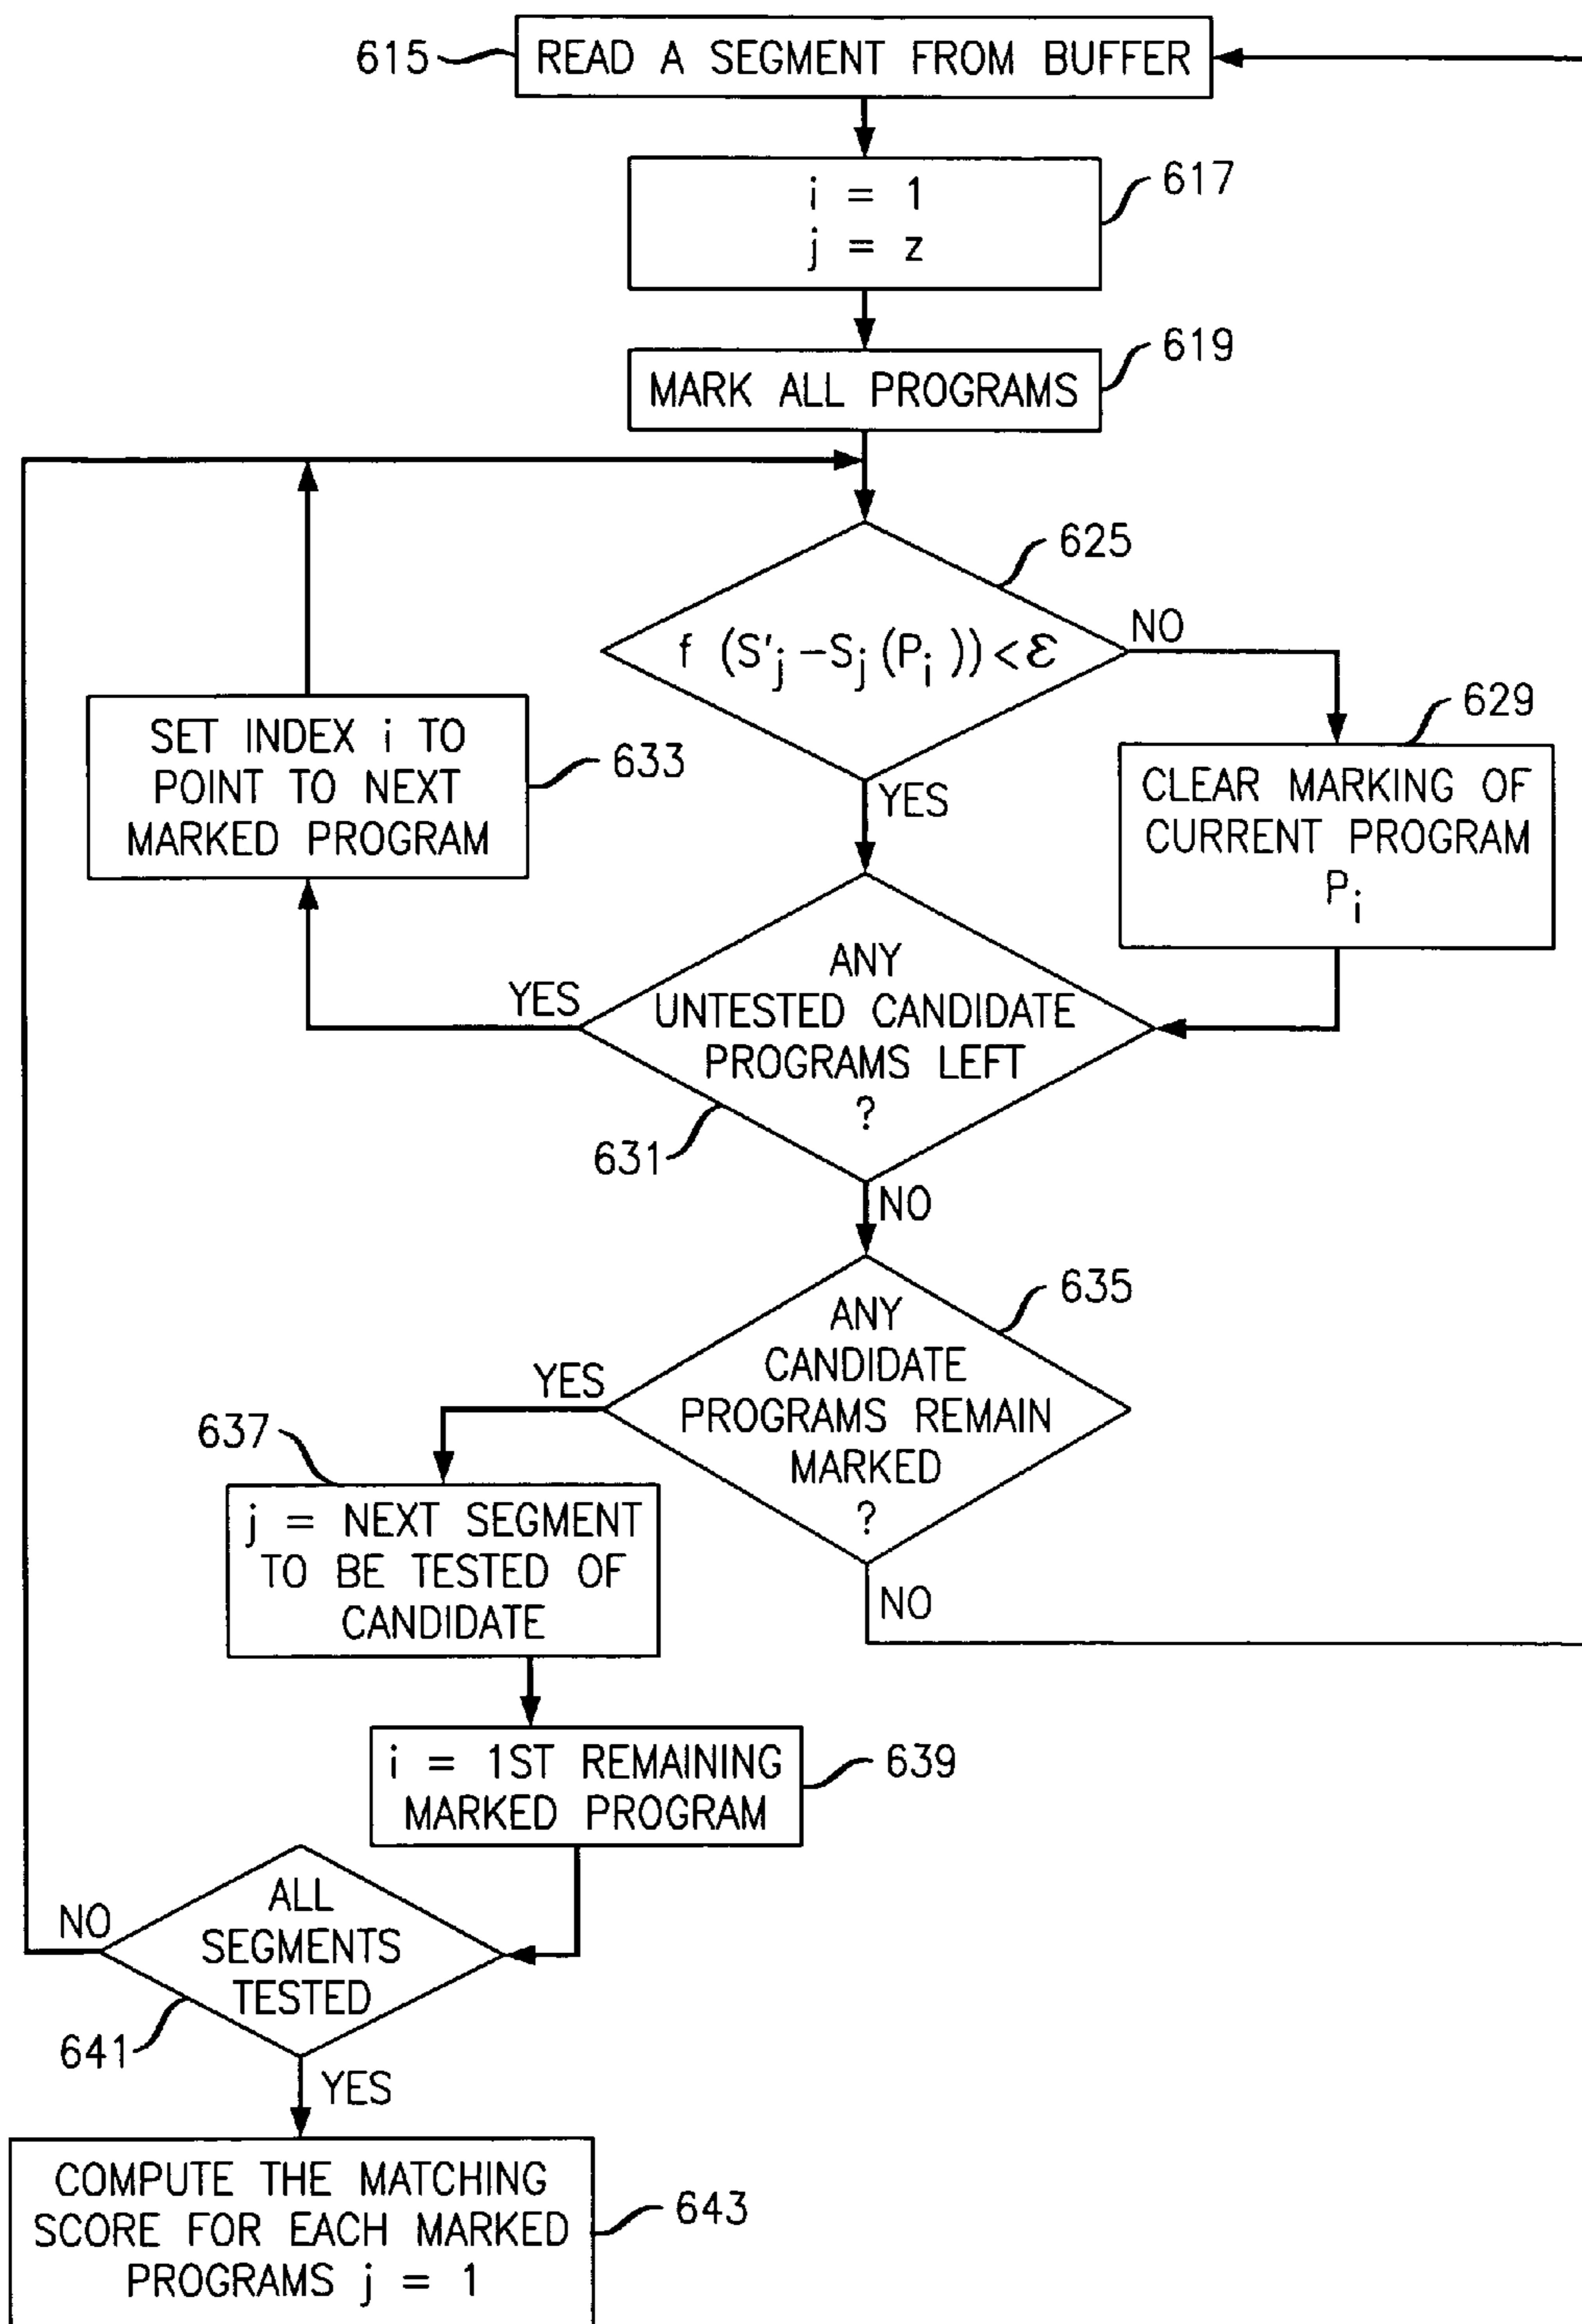 615
READ A SEGMENT FROM BUFFER
i = 1
j = z
617
MARK ALL PROGRAMS
619
625
f (S'j -Sj (Pi )) < ε
NO
YES
SET INDEX i TO
POINT TO NEXT
MARKED PROGRAM
633
629
CLEAR MARKING OF
CURRENT PROGRAM
Pi
YES
ANY
UNTESTED CANDIDATE
PROGRAMS LEFT
?
631
NO
635
ANY
CANDIDATE
PROGRAMS REMAIN
MARKED
?
YES
NO
637
j = NEXT SEGMENT
TO BE TESTED OF
CANDIDATE
i = 1ST REMAINING
MARKED PROGRAM
639
NO
ALL
SEGMENTS
TESTED
641
YES
COMPUTE THE MATCHING
SCORE FOR EACH MARKED
PROGRAMS j = 1
643